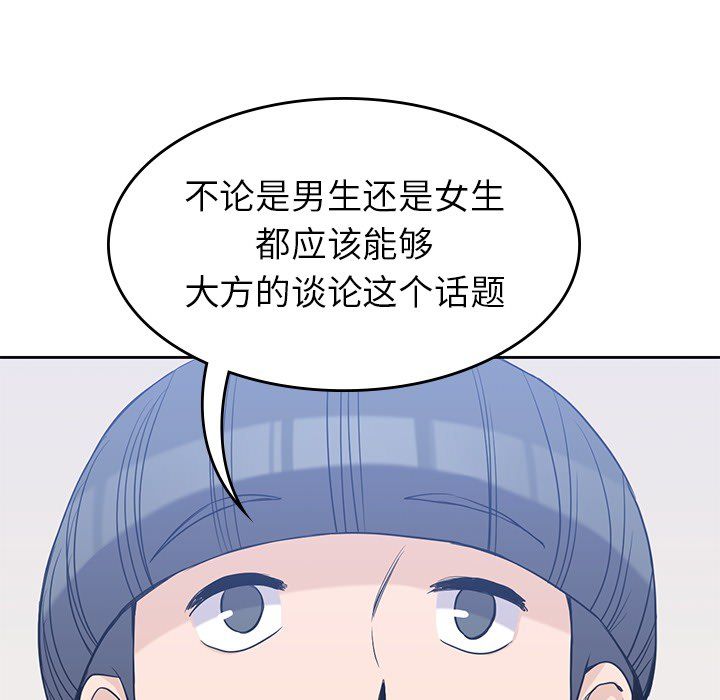 不论是男生还是女生
都应该能够
大方的谈论这个话题